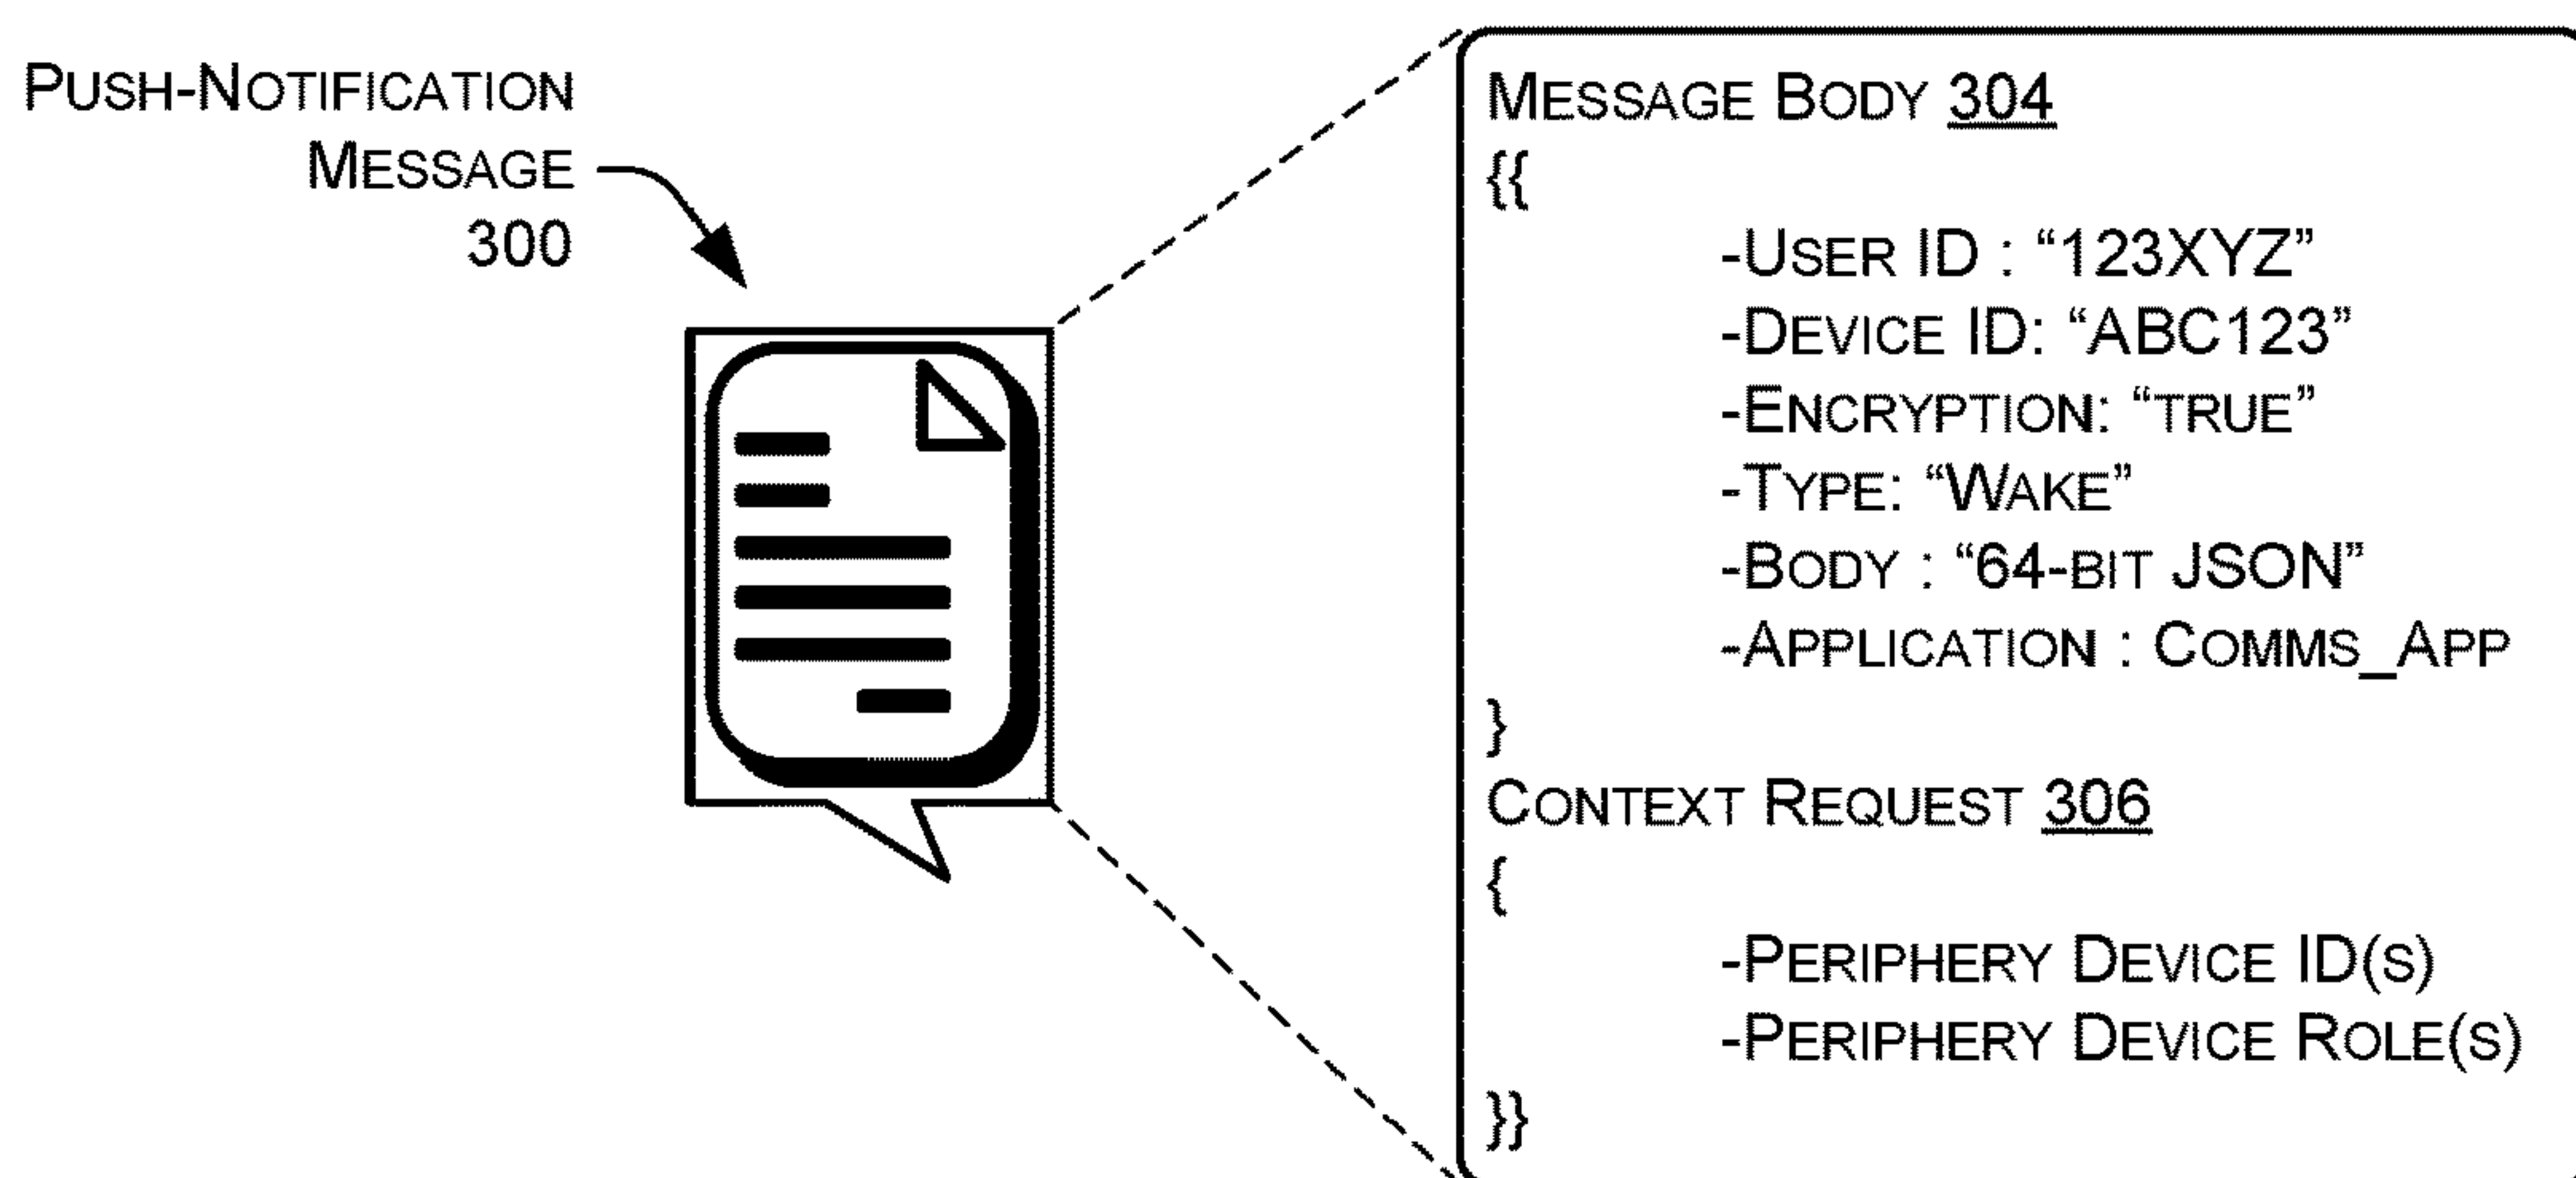 PUSH-NOTIFICATION
MESSAGE
300
MESSAGE BODY 304
{{
-USER ID : “123XYZ”
-DEVICE ID: “ABC123”
-ENCRYPTION: “TRUE”
-TYPE: “WAKE”
-BODY : “64-BIT JSON”
-APPLICATION : COMMS_APP
}
CONTEXT REQUEST 306
{
-PERIPHERY DEVICE ID(S)
-PERIPHERY DEVICE ROLE(S)
}}